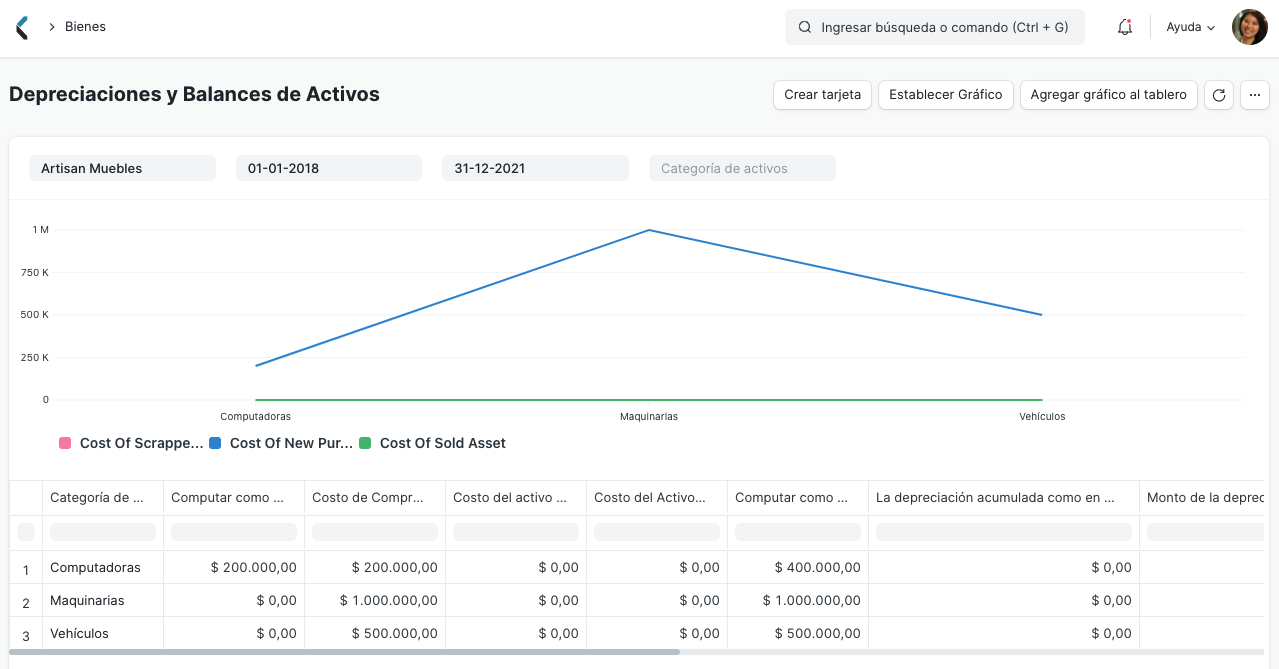 Bienes
Ingresar búsqueda o comando (Ctrl + G)
Ayuda
Depreciaciones y Balances de Activos
Crear tarjeta
Establecer Gráfico
Agregar gráfico al tablero
Artisan Muebles
01-01-2018
31-12-2021
Categoría de activos
1 M
750 K
500 K
250 K
0
Computadoras
Maquinarias
Vehículos
Cost Of Scrappe...
Cost Of New Pur...
Cost Of Sold Asset
Categoría de ... Computar como ... Costo de Compr... Costo del activo ... Costo del Activo... Computar como ... La depreciación acumulada como en ... Monto de la deprec
1 Computadoras $ 200.000,00 $ 200.000,00 $ 0,00 $ 0,00 $ 400.000,00 $ 0,00
2 Maquinarias $ 0,00 $ 1.000.000,00 $ 0,00 $ 0,00 $ 1.000.000,00 $ 0,00
3 Vehículos $ 0,00 $ 500.000,00 $ 0,00 $ 0,00 $ 500.000,00 $ 0,00